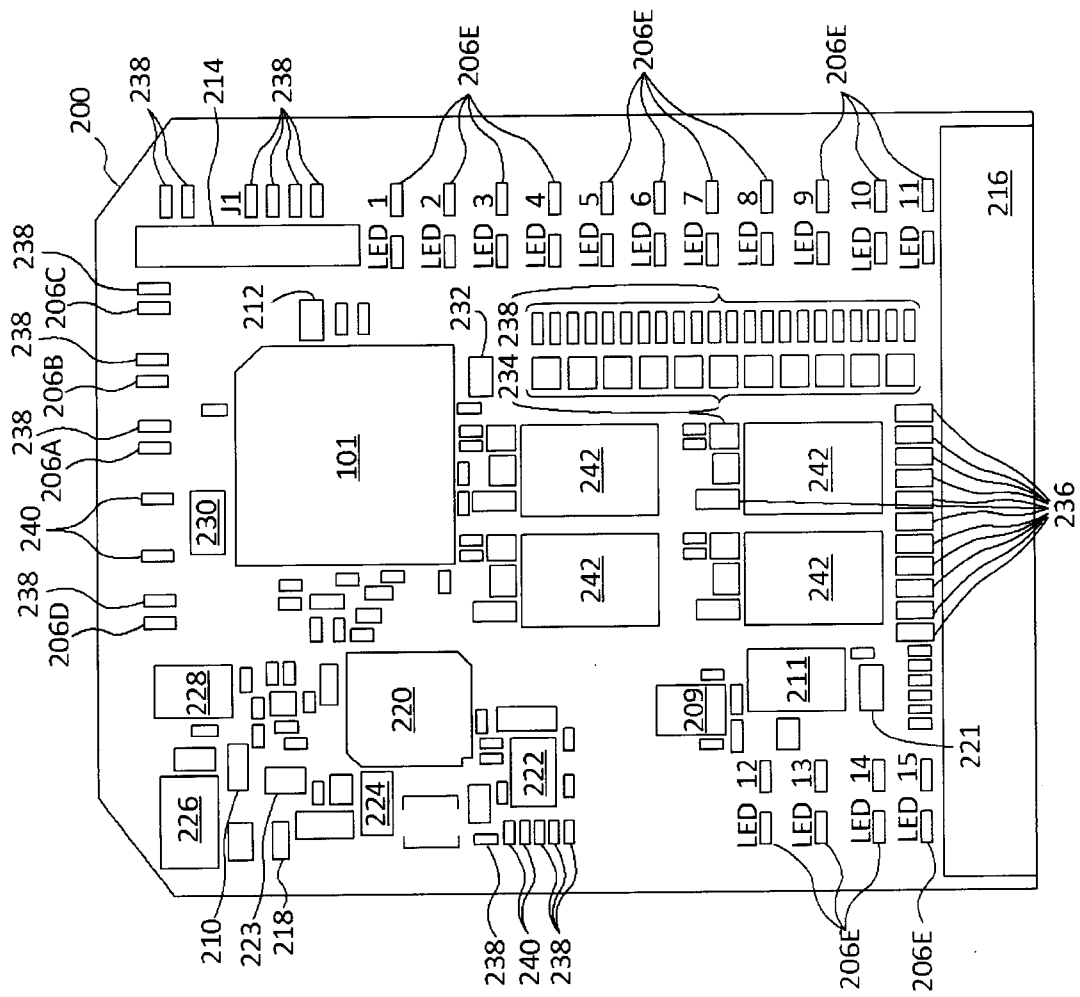 200
238
214
238
206E
206E
206E
238
206C
238
206B
238
206A
240
238
206D
J1
212
232
238
234
101
230
LED 1
LED 2
LED 3
LED 4
LED 5
LED 6
LED 7
LED 8
LED 9
LED 10
LED 11
216
242
242
242
242
236
228
220
226
224
222
209
211
221
LED 12
LED 13
LED 14
LED 15
210
223
218
238
240
238
206E
206E